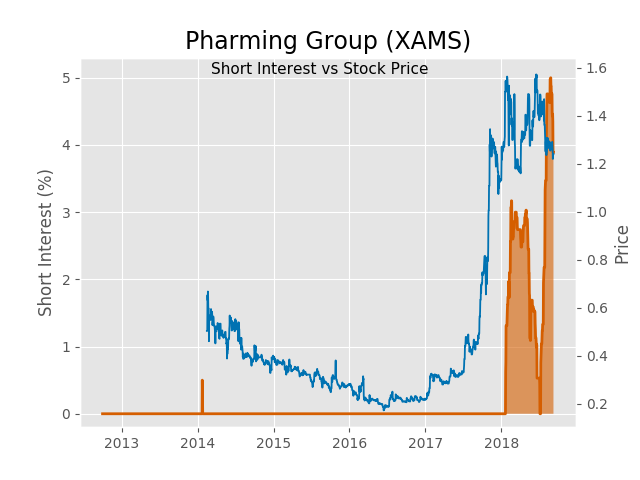 Pharming Group (XAMS)
Short Interest vs Stock Price
Short Interest (%)
5
4
3
2
1
0
1.6
1.4
1.2
1.0
0.8
0.6
0.4
0.2
Price
2013 2014 2015 2016 2017 2018